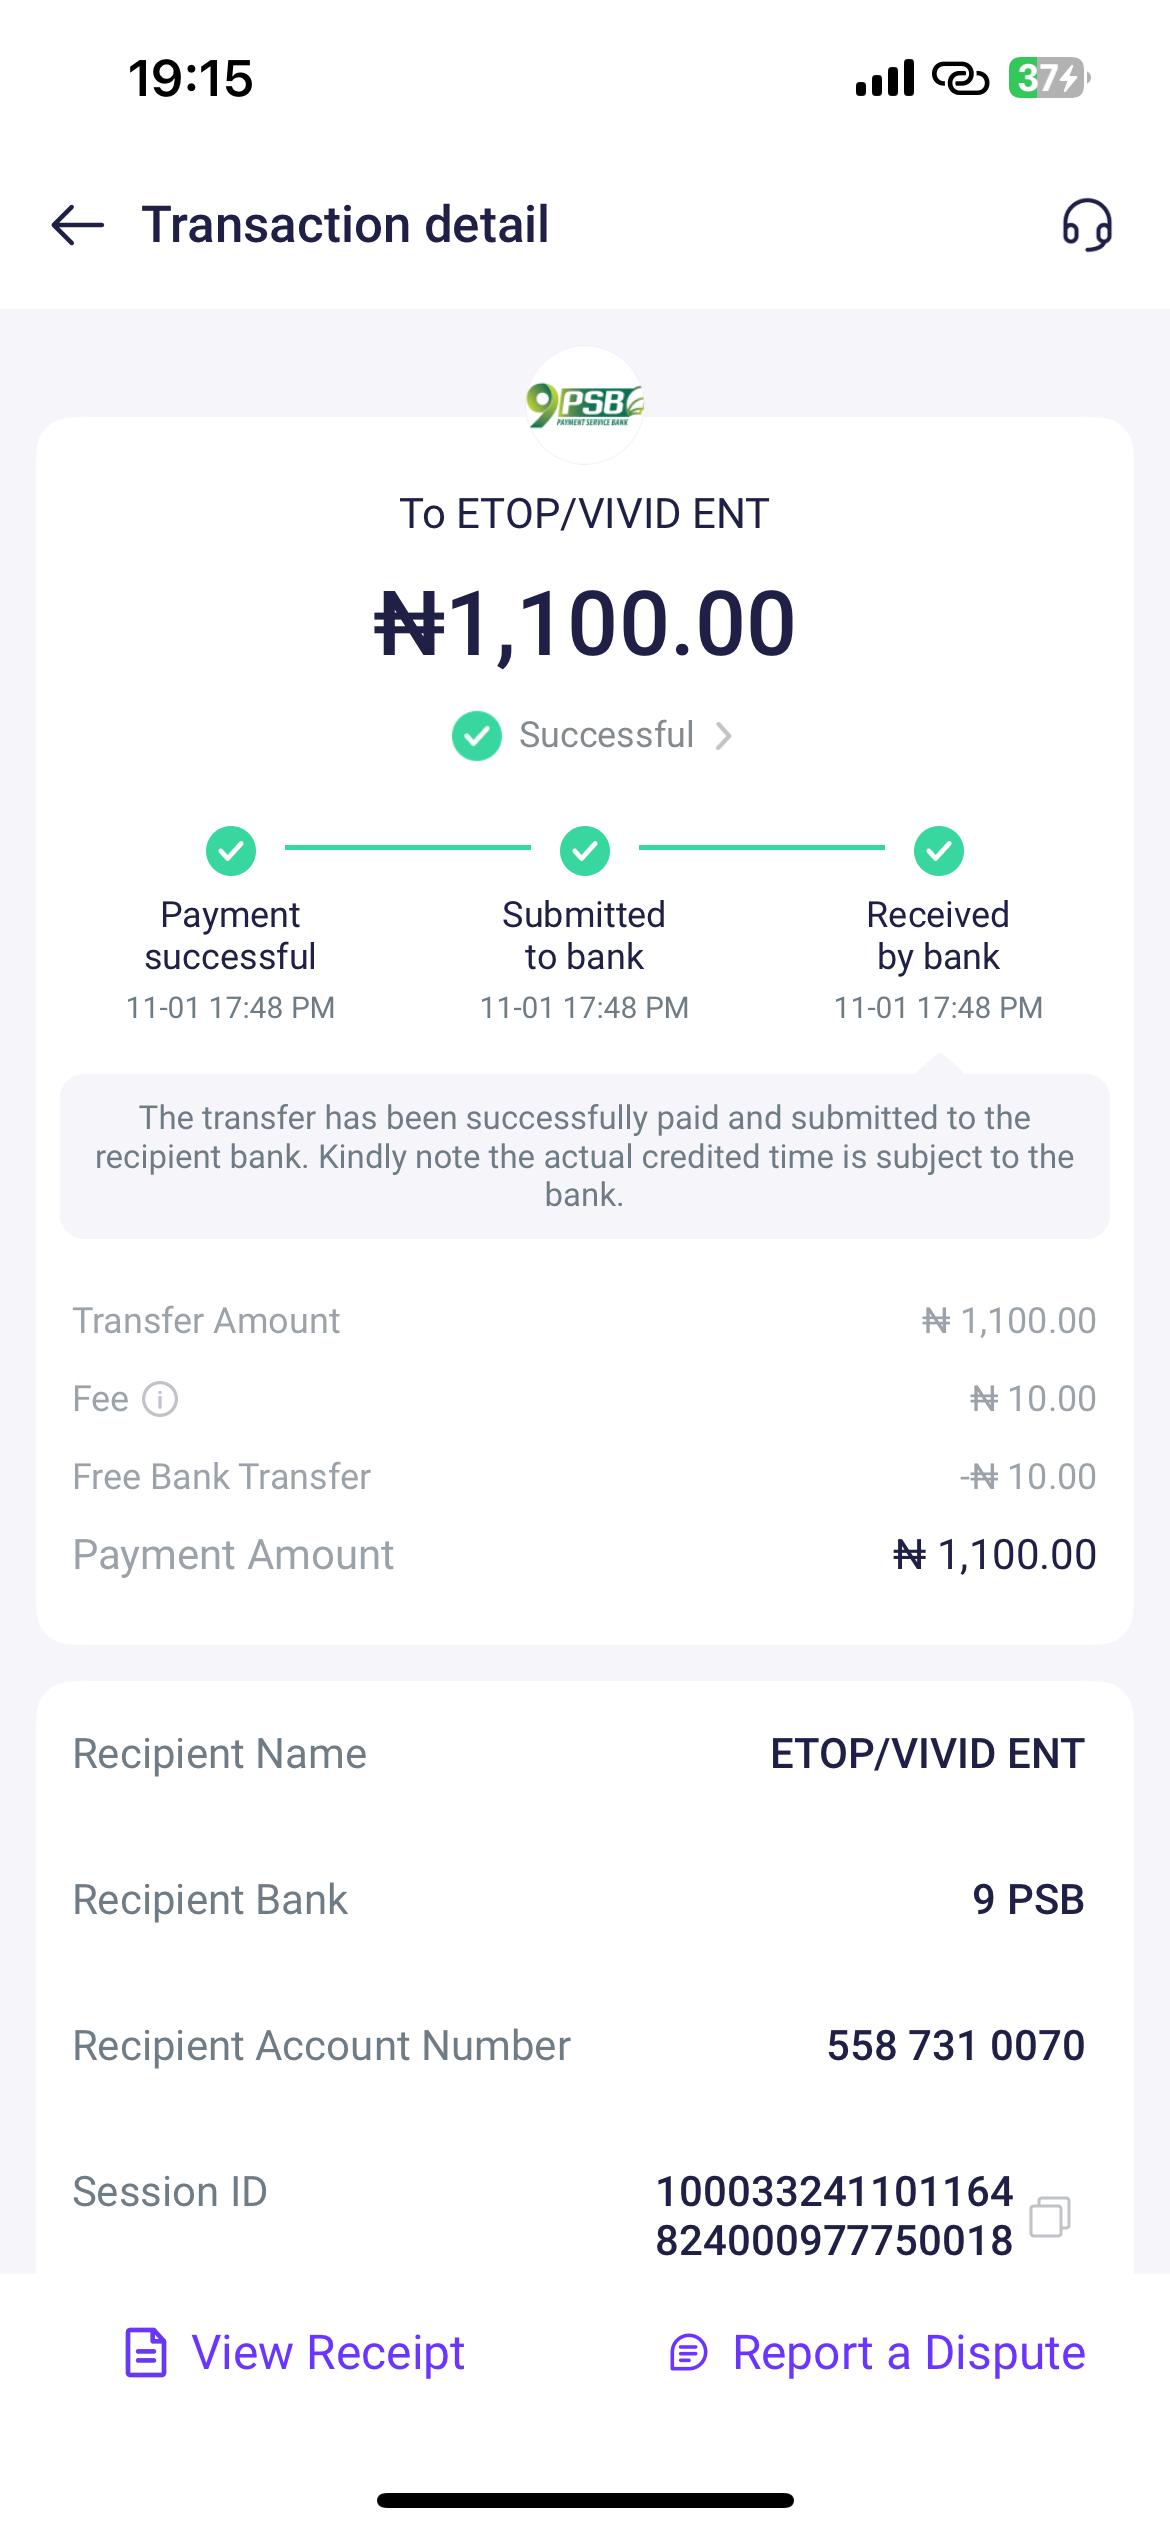 19:15
37
Transaction detail
9PSB
PAYMENT SERVICE BANK
To ETOP/VIVID ENT
₦1,100.00
Successful
Payment successful
11-01 17:48 PM
Submitted to bank
11-01 17:48 PM
Received by bank
11-01 17:48 PM
The transfer has been successfully paid and submitted to the
recipient bank. Kindly note the actual credited time is subject to the
bank.
Transfer Amount ₦ 1,100.00
Fee ₦ 10.00
Free Bank Transfer -₦ 10.00
Payment Amount ₦ 1,100.00
Recipient Name ETOP/VIVID ENT
Recipient Bank 9 PSB
Recipient Account Number 558 731 0070
Session ID 100033241101164
824000977750018
View Receipt Report a Dispute